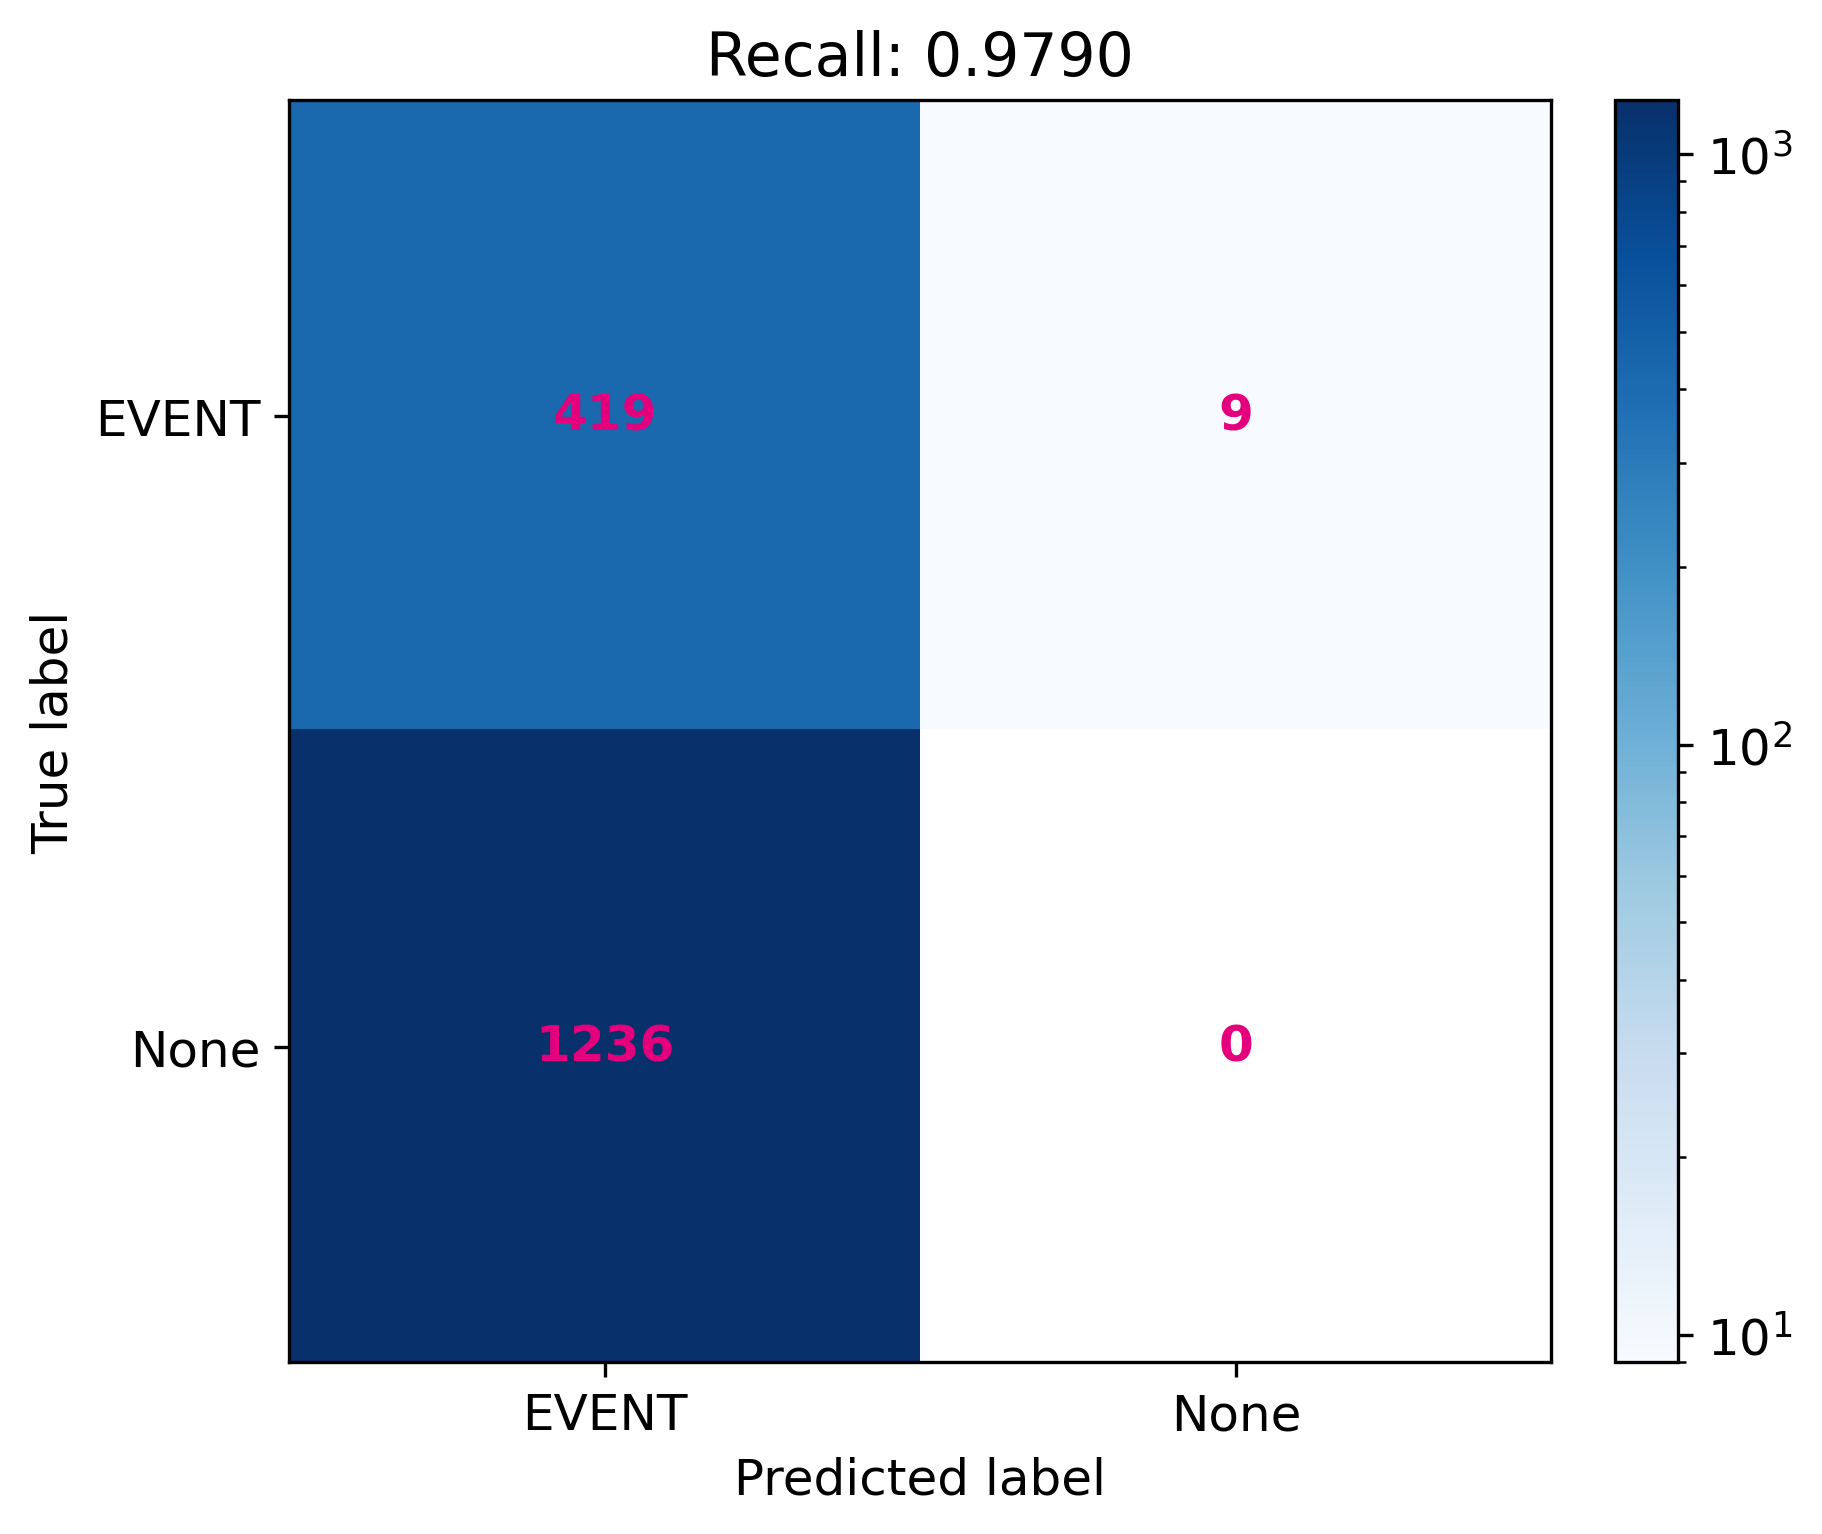 Recall: 0.9790
10³
EVENT
419
9
True label
10²
None
1236
0
10¹
EVENT
None
Predicted label